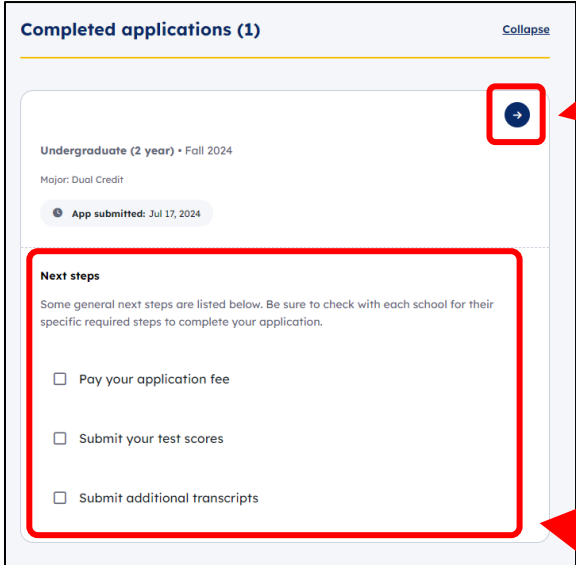 Completed applications (1)
Collapse
Undergraduate (2 year) • Fall 2024
Major: Dual Credit
App submitted: Jul 17, 2024
Next steps
Some general next steps are listed below. Be sure to check with each school for their
specific required steps to complete your application.
Pay your application fee
Submit your test scores
Submit additional transcripts